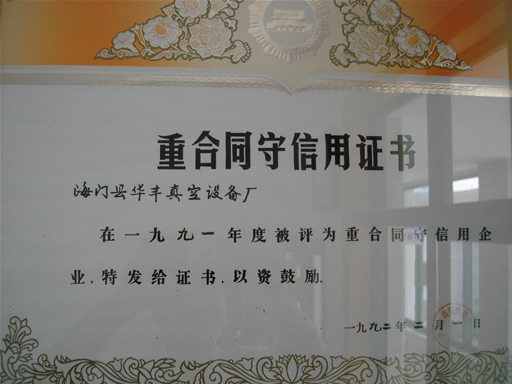 重合同守信用证书
海门县华丰真空设备厂
在一九九一年度被评为重合同守信用企
业,特发给证书,以资鼓励.
一九九二年二月一日